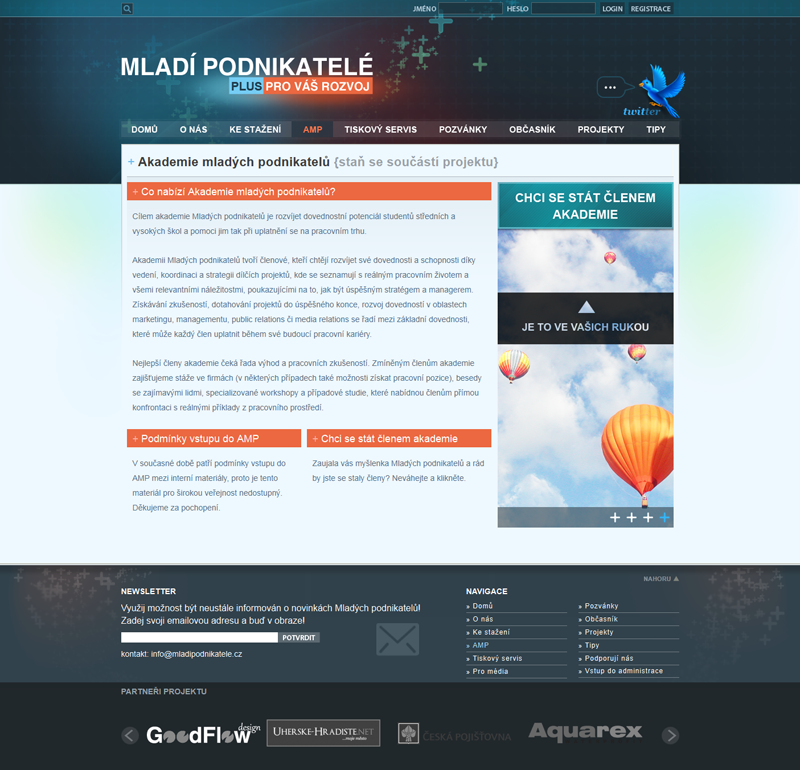 JMÉNO HESLO LOGIN REGISTRACE
MLADÍ PODNIKATELÉ
PLUS PRO VÁŠ ROZVOJ
twitter
DOMŮ O NÁS KE STAŽENÍ AMP TISKOVÝ SERVIS POZVÁNKY OBČASNÍK PROJEKTY TIPY
+ Akademie mladých podnikatelů {staň se součástí projektu}
+ Co nabízí Akademie mladých podnikatelů?
Cílem akademie Mladých podnikatelů je rozvíjet dovednostní potenciál studentů středních a
vysokých škol a pomoci jim tak při uplatnění se na pracovním trhu.
Akademii Mladých podnikatelů tvoří členové, kteří chtějí rozvíjet své dovednosti a schopnosti díky
vedení, koordinaci a strategii dílčích projektů, kde se seznamují s reálným pracovním životem a
všemi relevantními náležitostmi, poukazujícími na to, jak být úspěšným stratégem a managerem.
Získávání zkušeností, dotahování projektů do úspěšného konce, rozvoj dovedností v oblastech
marketingu, managementu, public relations či media relations se řadí mezi základní dovednosti,
které může každý člen uplatnit během své budoucí pracovní kariéry.
Nejlepší členy akademie čeká řada výhod a pracovních zkušeností. Zmíněným členům akademie
zajišťujeme stáže ve firmách (v některých případech také možnosti získat pracovní pozice), besedy
se zajímavými lidmi, specializované workshopy a případové studie, které nabídnou členům přímou
konfrontaci s reálnými příklady z pracovního prostředí.
+ Podmínky vstupu do AMP
V současné době patří podmínky vstupu do
AMP mezi interní materiály, proto je tento
materiál pro širokou veřejnost nedostupný.
Děkujeme za pochopení.
+ Chci se stát členem akademie
Zaujala vás myšlenka Mladých podnikatelů a rád
by jste se staly členy? Neváhejte a klikněte.
CHCI SE STÁT ČLENEM
AKADEMIE
JE TO VE VAŠICH RUKOU
NAHORU
NEWSLETTER
Využij možnost být neustále informován o novinkách Mladých podnikatelů!
Zadej svoji emailovou adresu a buď v obraze!
POTVRDIT
kontakt: info@mladipodnikatele.cz
NAVIGACE
» Domů
» O nás
» Ke stažení
» AMP
» Tiskový servis
» Pro média
» Pozvánky
» Občasník
» Projekty
» Tipy
» Podporují nás
» Vstup do administrace
PARTNEŘI PROJEKTU
GoodFlow design
UHERSKE-HRADISTE.NET
...moje město
ČESKÁ POJIŠŤOVNA
Aquarex